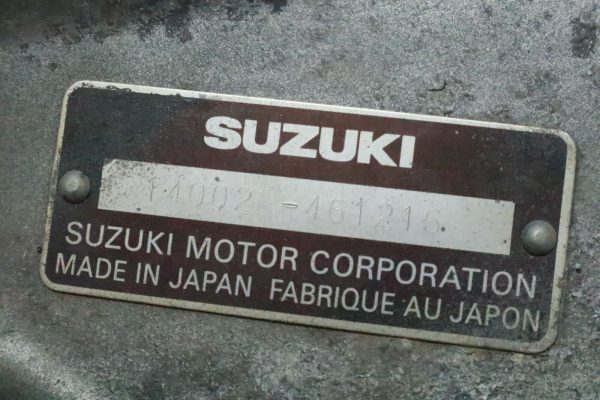 SUZUKI
14002 -461216
SUZUKI MOTOR CORPORATION
MADE IN JAPAN FABRIQUE AU JAPON